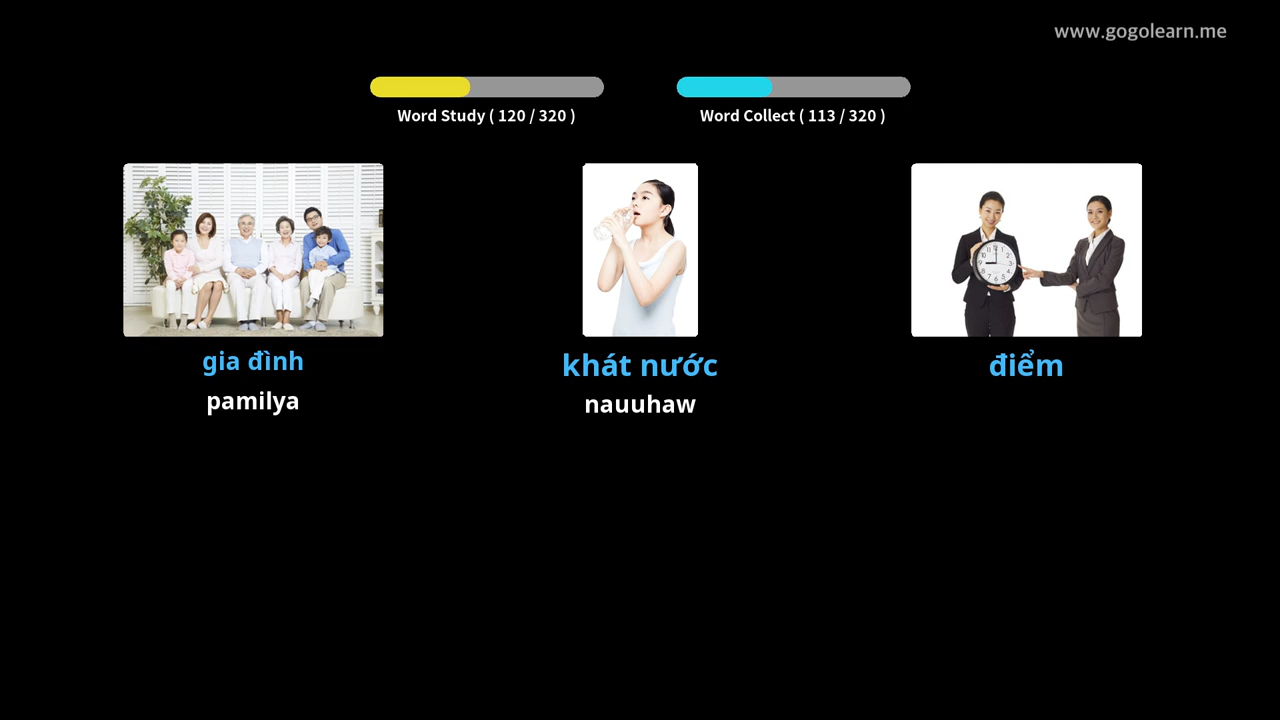 www.gogolearn.me
Word Study ( 120 / 320 )
Word Collect ( 113 / 320 )
gia đình
pamilya
khát nước
nauuhaw
điểm